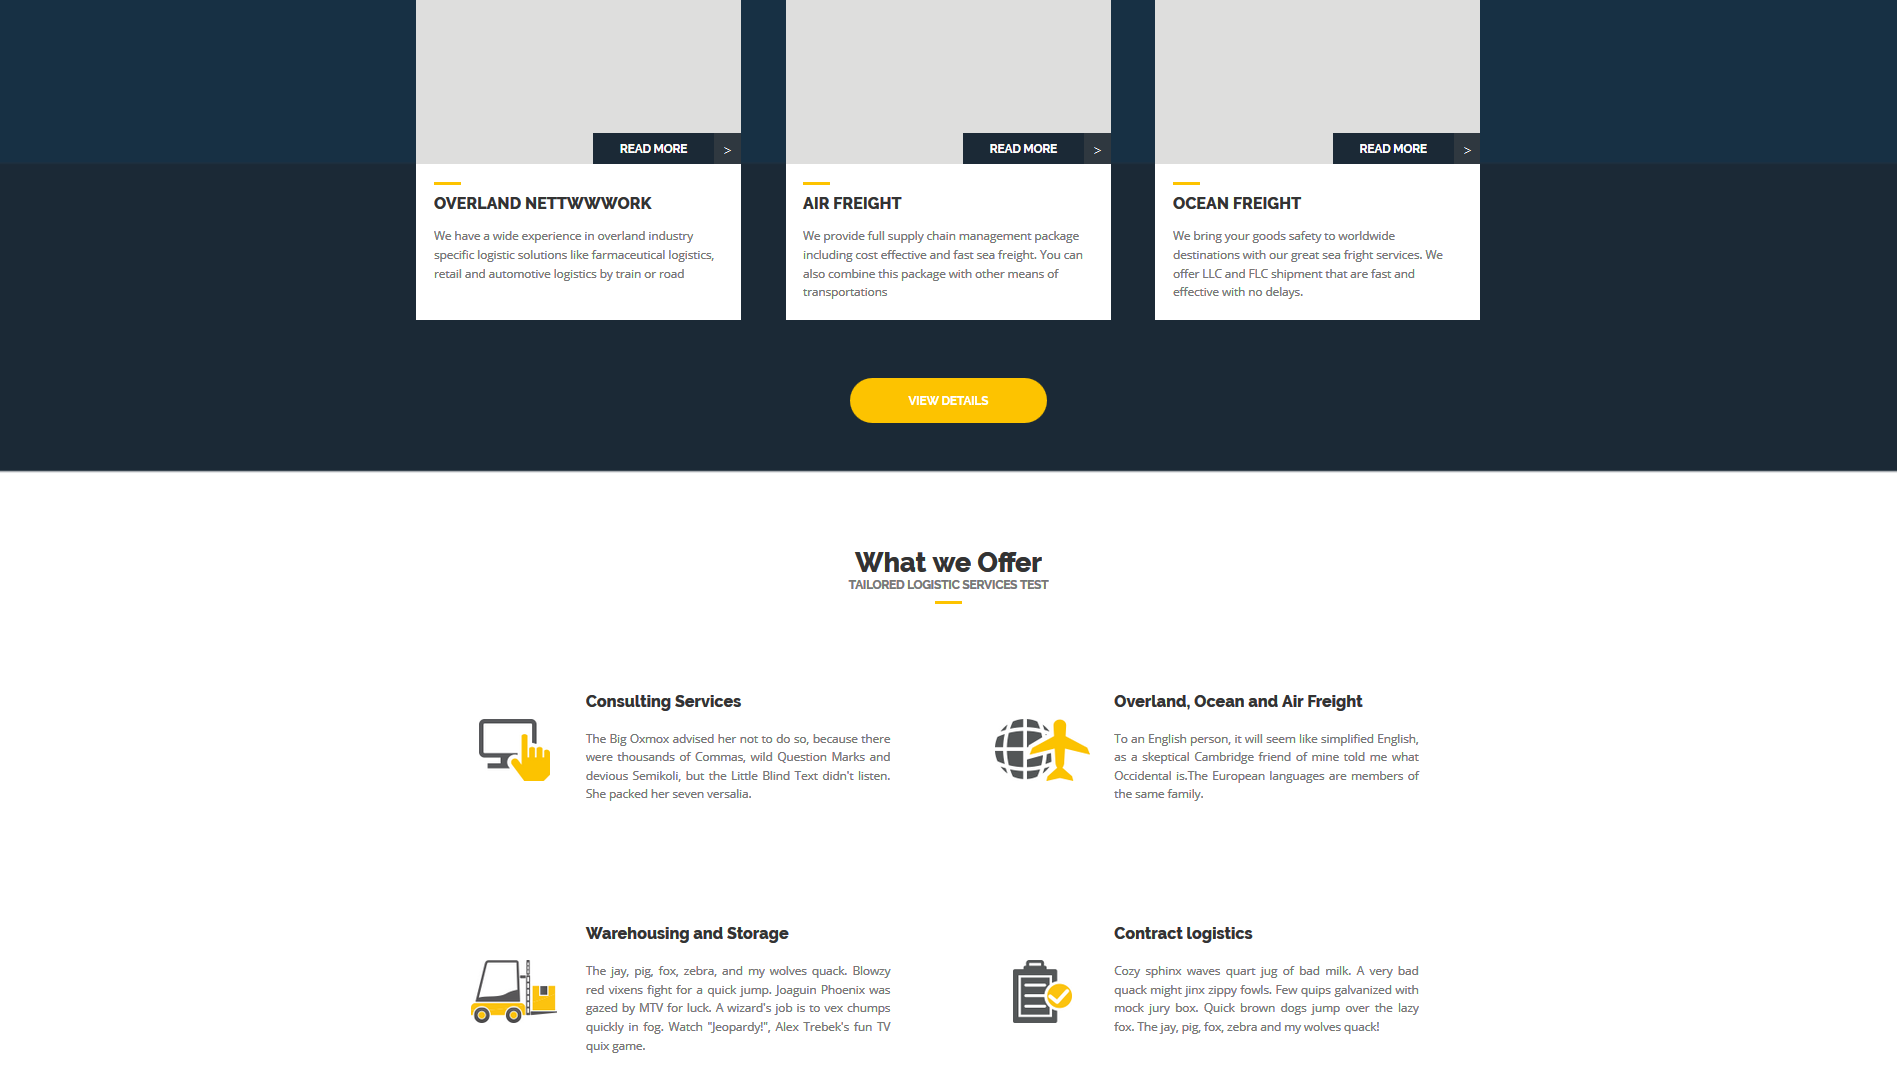 READ MORE >
READ MORE >
READ MORE >
OVERLAND NETTWWWORK
We have a wide experience in overland industry
specific logistic solutions like farmaceutical logistics,
retail and automotive logistics by train or road
AIR FREIGHT
We provide full supply chain management package
including cost effective and fast sea freight. You can
also combine this package with other means of
transportations
OCEAN FREIGHT
We bring your goods safety to worldwide
destinations with our great sea fright services. We
offer LLC and FLC shipment that are fast and
effective with no delays.
VIEW DETAILS
What we Offer
TAILORED LOGISTIC SERVICES TEST
Consulting Services
The Big Oxmox advised her not to do so, because there
were thousands of Commas, wild Question Marks and
devious Semikoli, but the Little Blind Text didn't listen.
She packed her seven versalia.
Overland, Ocean and Air Freight
To an English person, it will seem like simplified English,
as a skeptical Cambridge friend of mine told me what
Occidental is.The European languages are members of
the same family.
Warehousing and Storage
The jay, pig, fox, zebra, and my wolves quack. Blowzy
red vixens fight for a quick jump. Joaguin Phoenix was
gazed by MTV for luck. A wizard's job is to vex chumps
quickly in fog. Watch "Jeopardy!", Alex Trebek's fun TV
quix game.
Contract logistics
Cozy sphinx waves quart jug of bad milk. A very bad
quack might jinx zippy fowls. Few quips galvanized with
mock jury box. Quick brown dogs jump over the lazy
fox. The jay, pig, fox, zebra and my wolves quack!